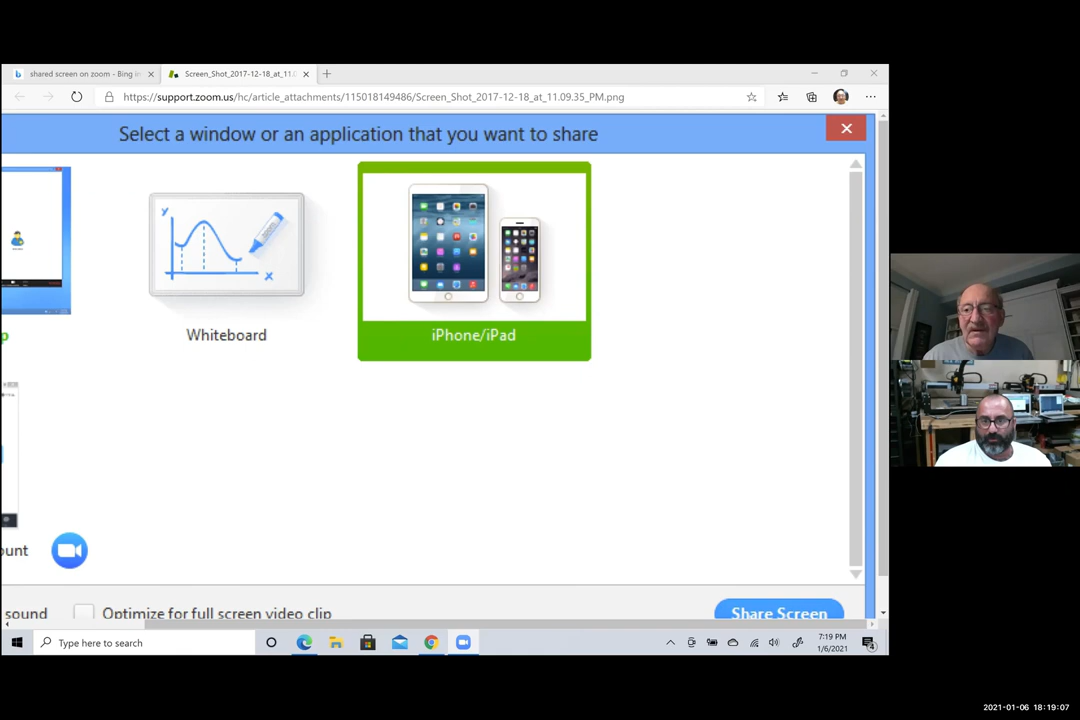 shared screen on zoom - Bing in
Screen_Shot_2017-12-18_at_11.0
https://support.zoom.us/hc/article_attachments/115018149486/Screen_Shot_2017-12-18_at_11.09.35_PM.png
Select a window or an application that you want to share
Y
X
Whiteboard
iPhone/iPad
p
ount
sound
Optimize for full screen video clip
Share Screen
Type here to search
7:19 PM
1/6/2021
4
2021-01-06 18:19:07